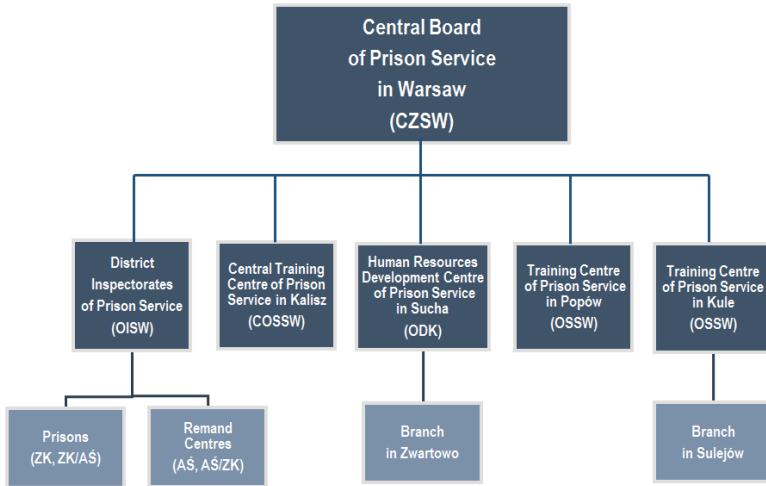 Central Board
of Prison Service
in Warsaw
(CZSW)
District
Inspectorates
of Prison Service
(OISW)
Central Training
Centre of Prison
Service in Kalisz
(COSSW)
Human Resources
Development Centre
of Prison Service
in Sucha
(ODK)
Training Centre
of Prison Service
in Popów
(OSSW)
Training Centre
of Prison Service
in Kule
(OSSW)
Prisons
(ZK, ZK/AŚ)
Remand
Centres
(AŚ, AŚ/ZK)
Branch
in Zwartowo
Branch
in Sulejów